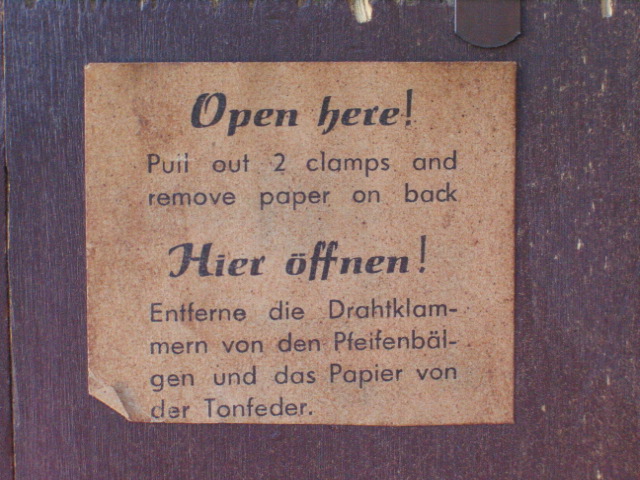 Open here!
Pull out 2 clamps and
remove paper on back
Hier öffnen!
Entferne die Drahtklam-
mern von den Pfeifenbäl-
gen und das Papier von
der Tonfeder.